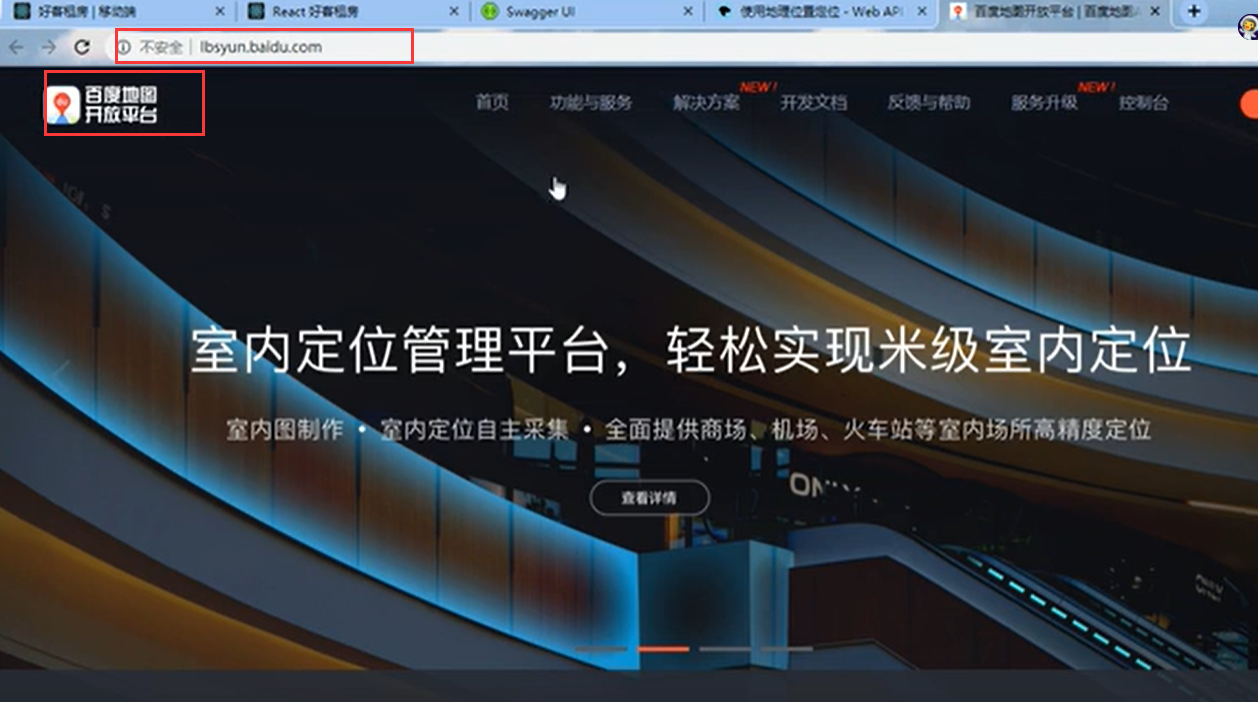 好客租房 | 移动端
React 好客租房
Swagger UI
使用地理位置定位 - Web API
百度地图开放平台 | 百度地图
不安全 | lbsyun.baidu.com
百度地图
开放平台
首页
功能与服务
解决方案
NEW !
开发文档
反馈与帮助
服务升级
NEW !
控制台
室内定位管理平台，轻松实现米级室内定位
室内图制作 • 室内定位自主采集 • 全面提供商场、机场、火车站等室内场所高精度定位
查看详情